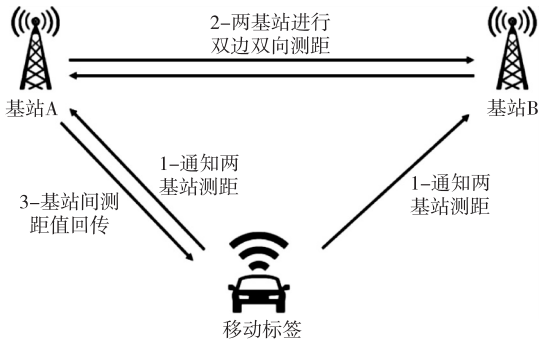 2-两基站进行
双边双向测距
基站A
基站B
1-通知两
基站测距
1-通知两
基站测距
3-基站间测
距值回传
移动标签